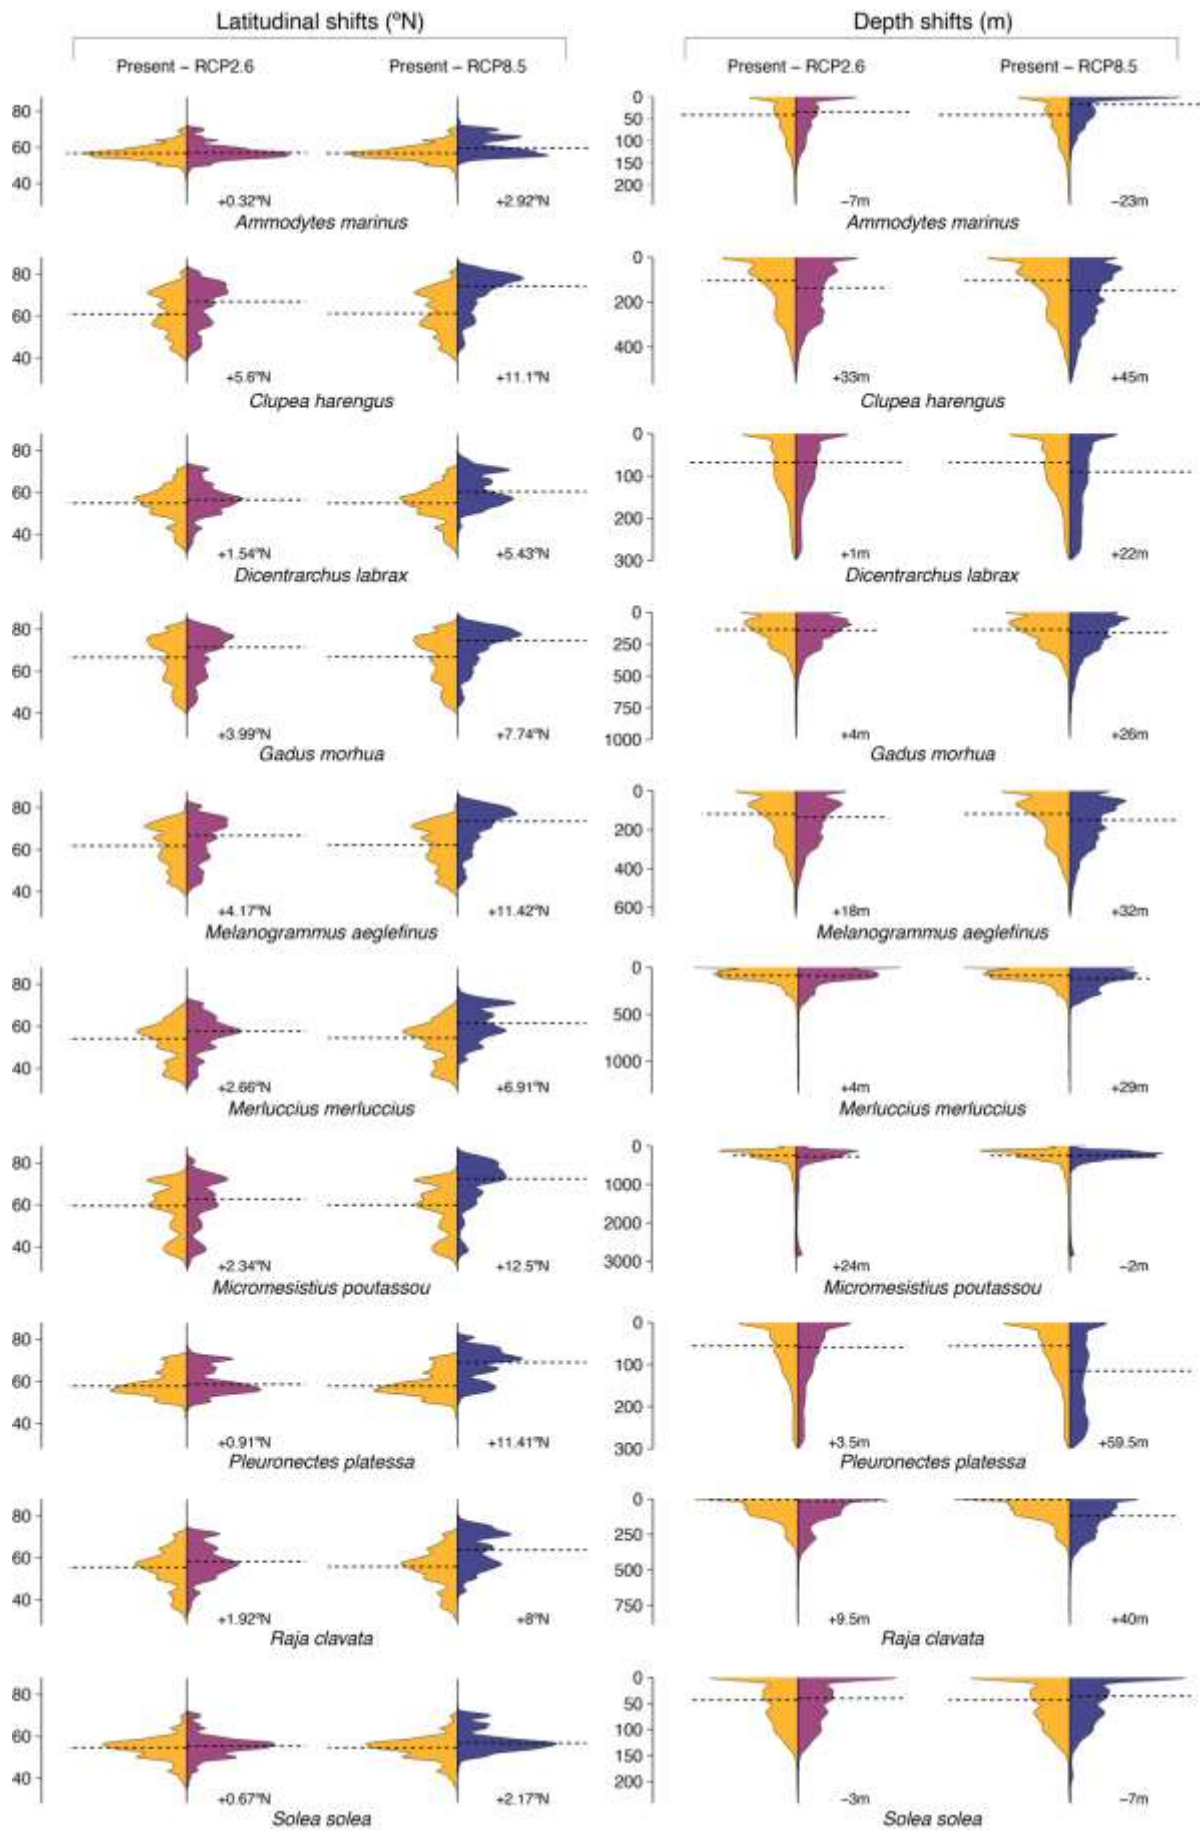 Latitudinal shifts (ºN) Depth shifts (m)
Present – RCP2.6 Present – RCP8.5 Present – RCP2.6 Present – RCP8.5
80 60 40 0 50 100 150 200
+0.32ºN +2.92ºN −7m −23m
Ammodytes marinus Ammodytes marinus
80 60 40 0 200 400
+5.6ºN +11.1ºN +33m +45m
Clupea harengus Clupea harengus
80 60 40 0 100 200 300
+1.54ºN +5.43ºN +1m +22m
Dicentrarchus labrax Dicentrarchus labrax
80 60 40 0 250 500 750 1000
+3.99ºN +7.74ºN +4m +26m
Gadus morhua Gadus morhua
80 60 40 0 200 400 600
+4.17ºN +11.42ºN +18m +32m
Melanogrammus aeglefinus Melanogrammus aeglefinus
80 60 40 0 500 1000
+2.66ºN +6.91ºN +4m +29m
Merluccius merluccius Merluccius merluccius
80 60 40 0 1000 2000 3000
+2.34ºN +12.5ºN +24m −2m
Micromesistius poutassou Micromesistius poutassou
80 60 40 0 100 200 300
+0.91ºN +11.41ºN +3.5m +59.5m
Pleuronectes platessa Pleuronectes platessa
80 60 40 0 250 500 750
+1.92ºN +8ºN +9.5m +40m
Raja clavata Raja clavata
80 60 40 0 50 100 150 200
+0.67ºN +2.17ºN −3m −7m
Solea solea Solea solea